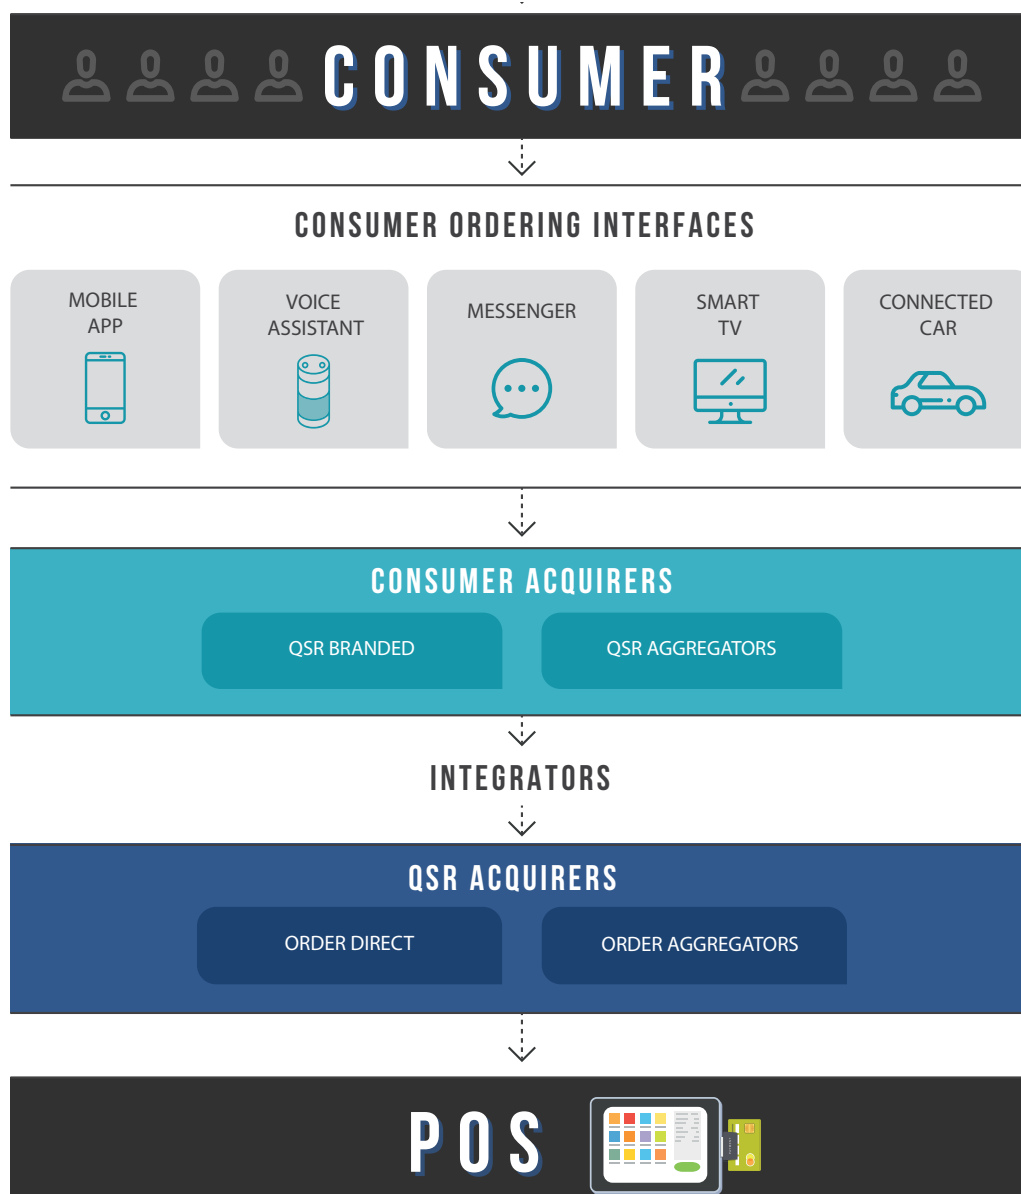 CONSUMER
CONSUMER ORDERING INTERFACES
MOBILE
APP
VOICE
ASSISTANT
MESSENGER
SMART
TV
CONNECTED
CAR
CONSUMER ACQUIRERS
QSR BRANDED
QSR AGGREGATORS
INTEGRATORS
QSR ACQUIRERS
ORDER DIRECT
ORDER AGGREGATORS
POS